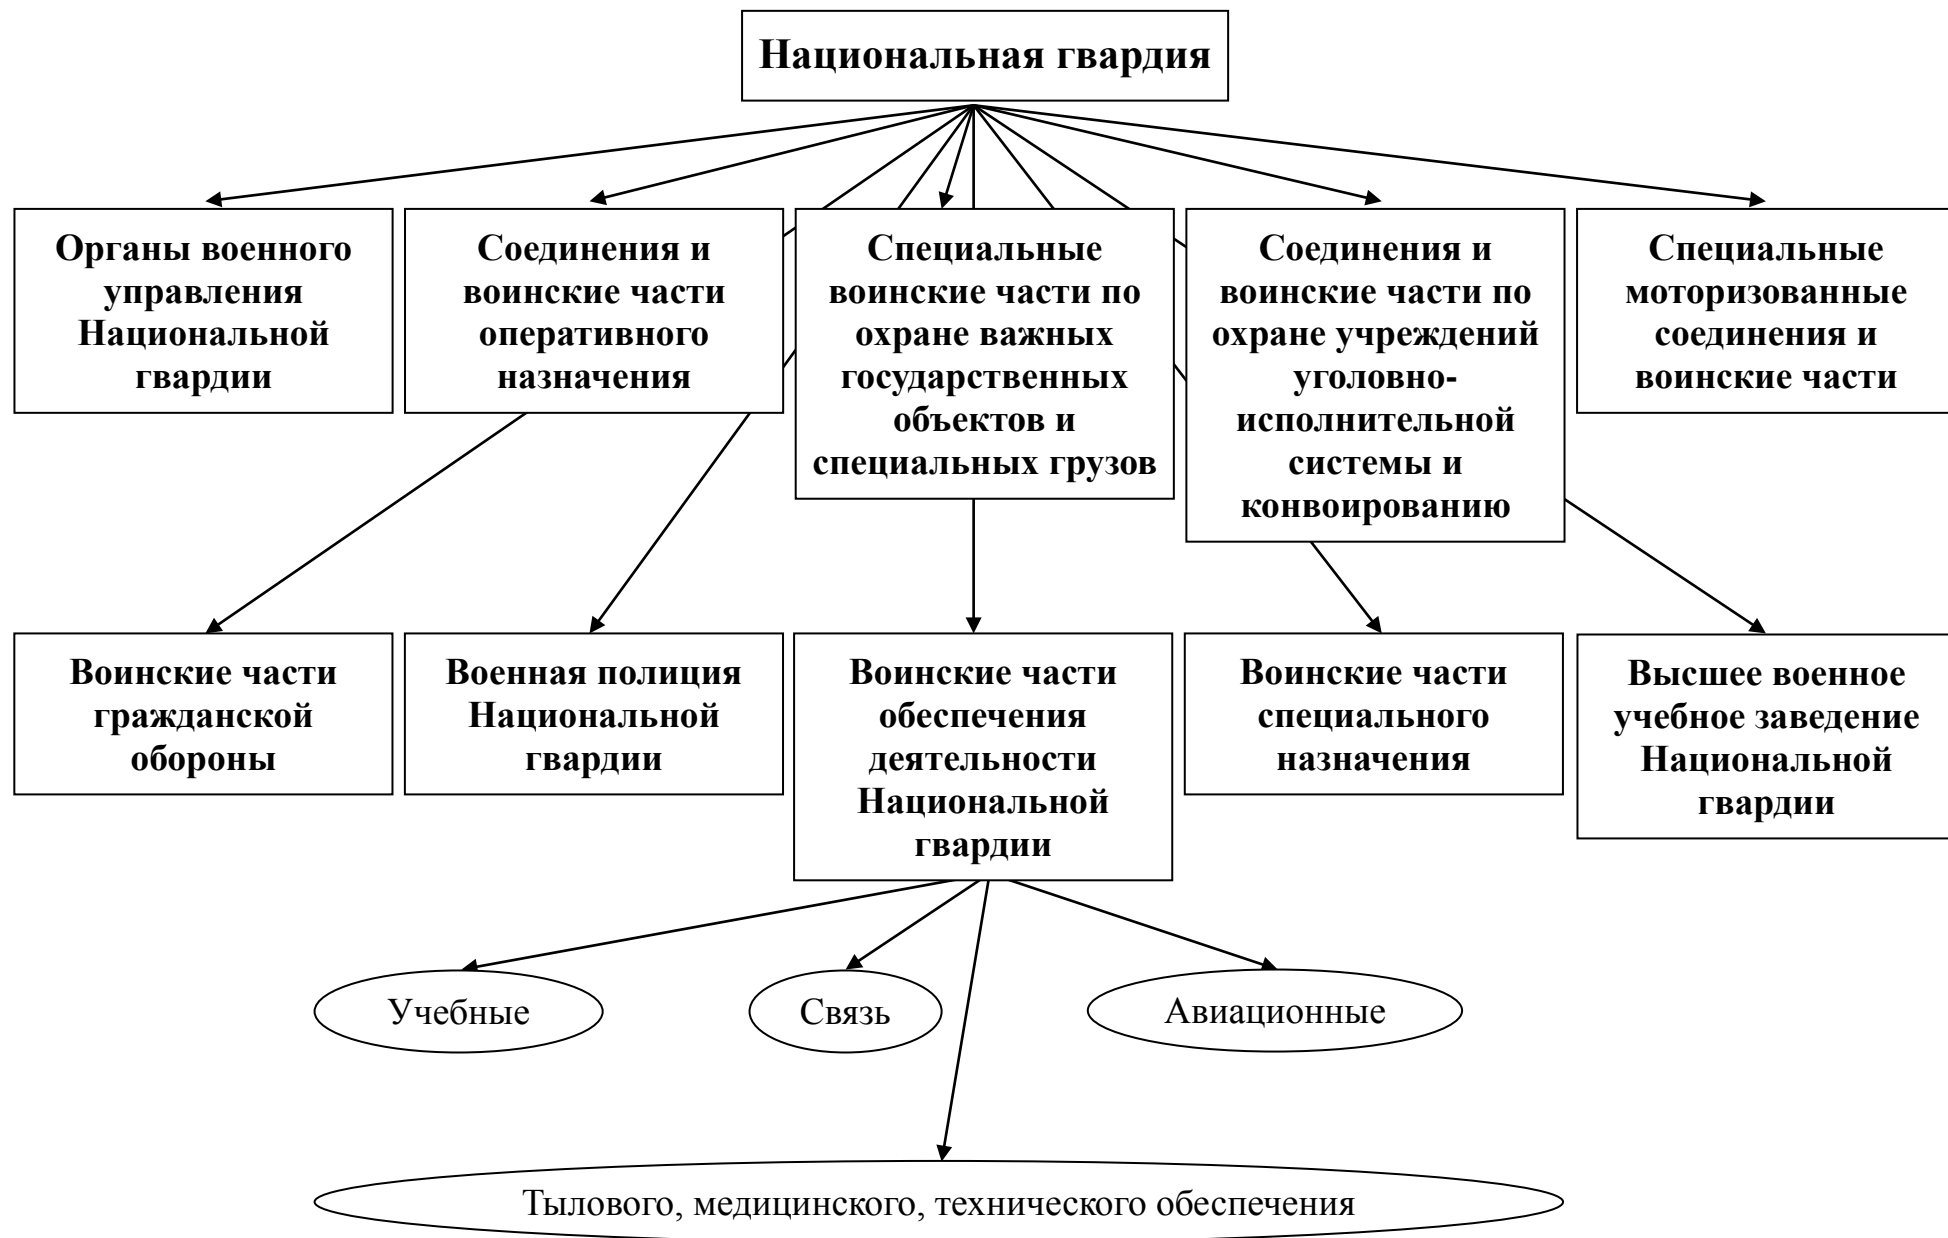 Национальная гвардия
Органы военного
управления
Национальной
гвардии
Соединения и
воинские части
оперативного
назначения
Специальные
воинские части по
охране важных
государственных
объектов и
специальных грузов
Соединения и
воинские части по
охране учреждений
уголовно-
исполнительной
системы и
конвоированию
Специальные
моторизованные
соединения и
воинские части
Воинские части
гражданской
обороны
Военная полиция
Национальной
гвардии
Воинские части
обеспечения
деятельности
Национальной
гвардии
Воинские части
специального
назначения
Высшее военное
учебное заведение
Национальной
гвардии
Учебные
Связь
Авиационные
Тылового, медицинского, технического обеспечения